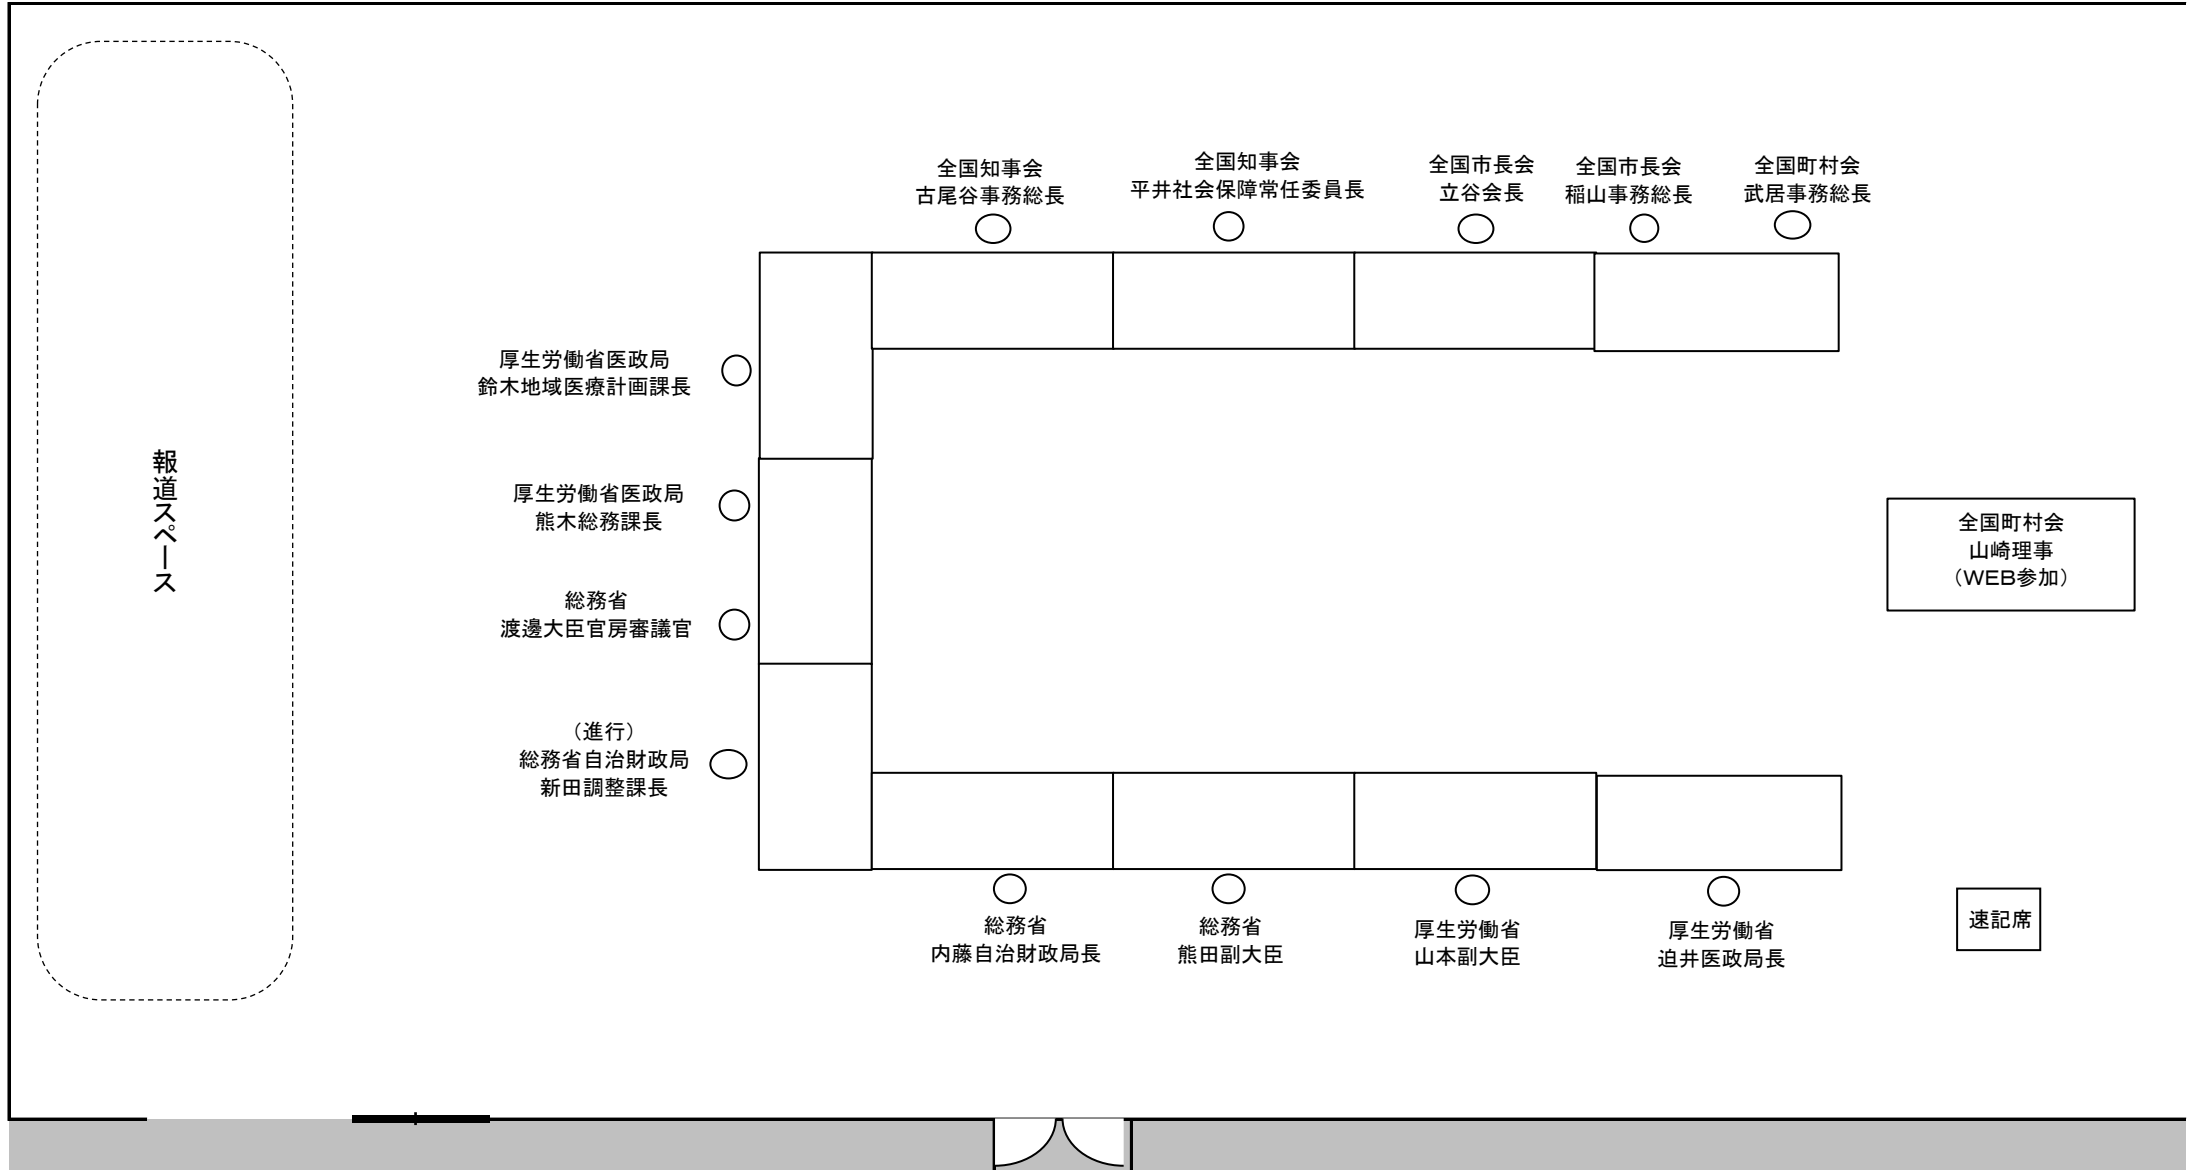 全国知事会
古尾谷事務総長
全国知事会
平井社会保障常任委員長
全国市長会
立谷会長
全国市長会
稲山事務総長
全国町村会
武居事務総長
厚生労働省医政局
鈴木地域医療計画課長
厚生労働省医政局
熊木総務課長
総務省
渡邊大臣官房審議官
（進行）
総務省自治財政局
新田調整課長
報道スペース
全国町村会
山崎理事
（WEB参加）
総務省
内藤自治財政局長
総務省
熊田副大臣
厚生労働省
山本副大臣
厚生労働省
迫井医政局長
速記席